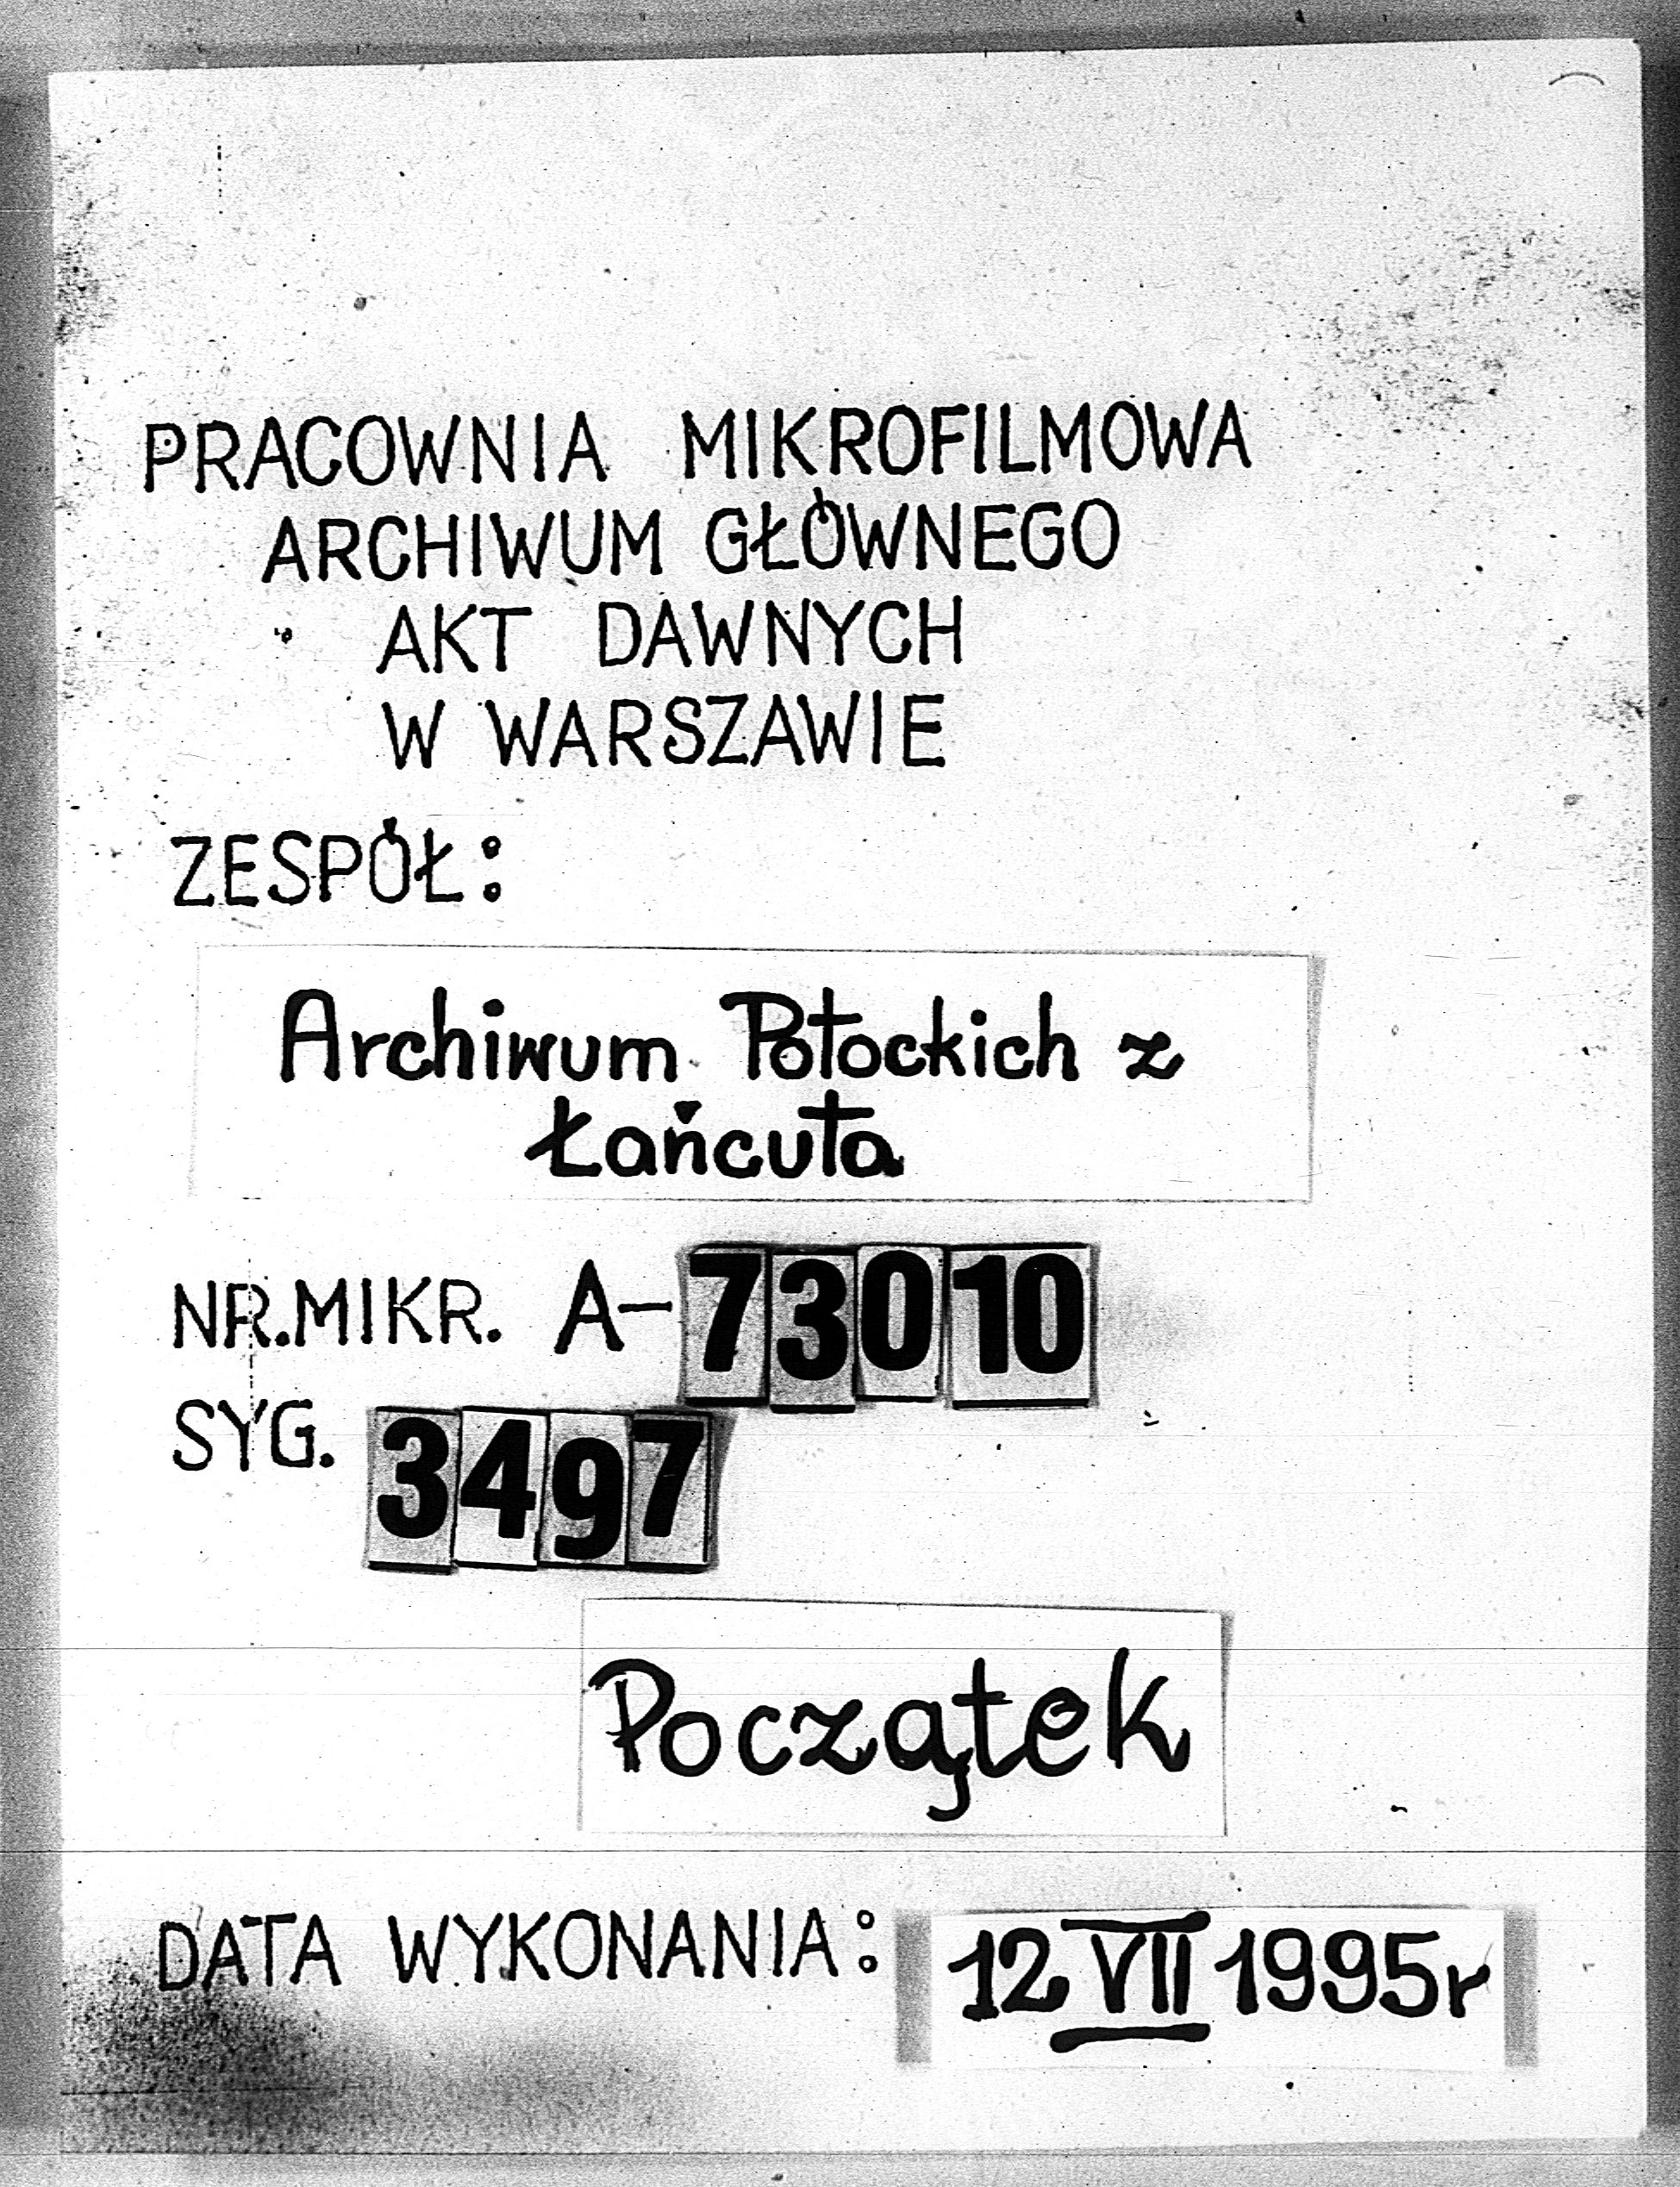 PRACOWNIA MIKROFILMOWA
ARCHIWUM GŁÓWNEGO
AKT DAWNYCH
W WARSZAWIE
ZESPÓŁ:
Archiwum Potockich z
Łańcuta
NR.MIKR. A-73010
SYG. 3497
Początek
DATA WYKONANIA: 12 VII 1995r